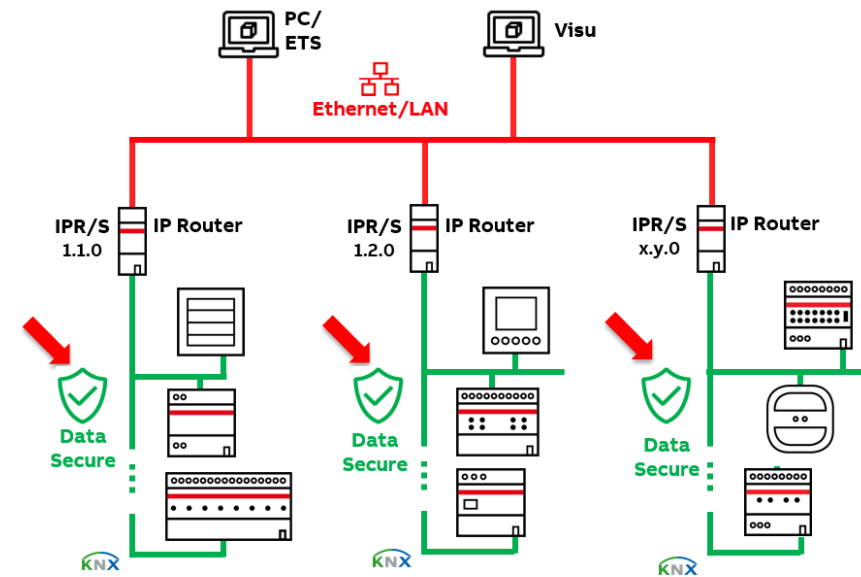 PC/
ETS
Visu
Ethernet/LAN
IPR/S
1.1.0
IP Router
IPR/S
1.2.0
IP Router
IPR/S
x.y.0
IP Router
Data
Secure
Data
Secure
Data
Secure
KNX
KNX
KNX